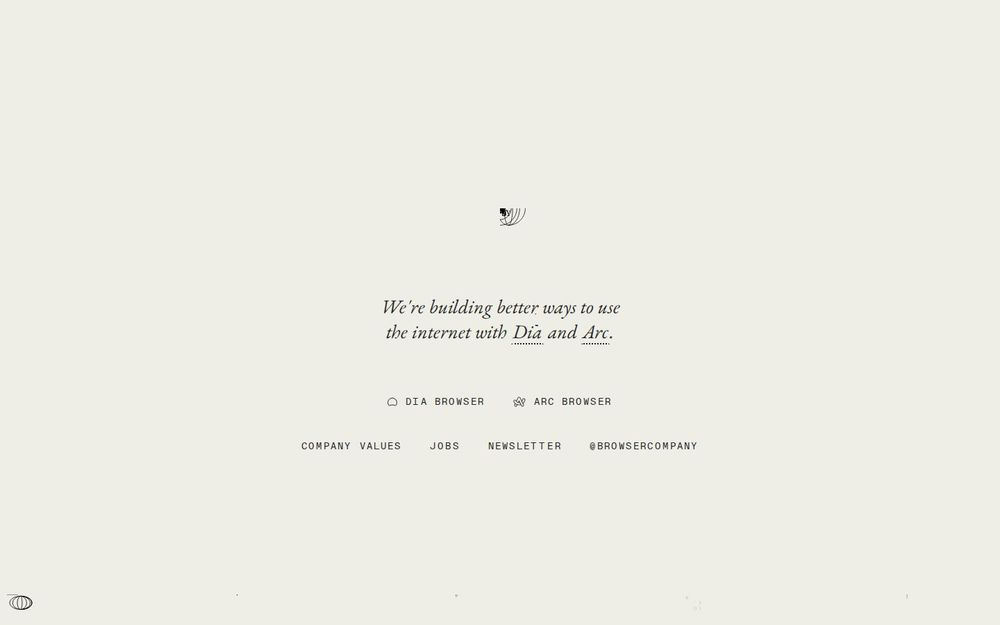 We're building better ways to use
the internet with Dia and Arc.
DIA BROWSER ARC BROWSER
COMPANY VALUES JOBS NEWSLETTER @BROWSERCOMPANY